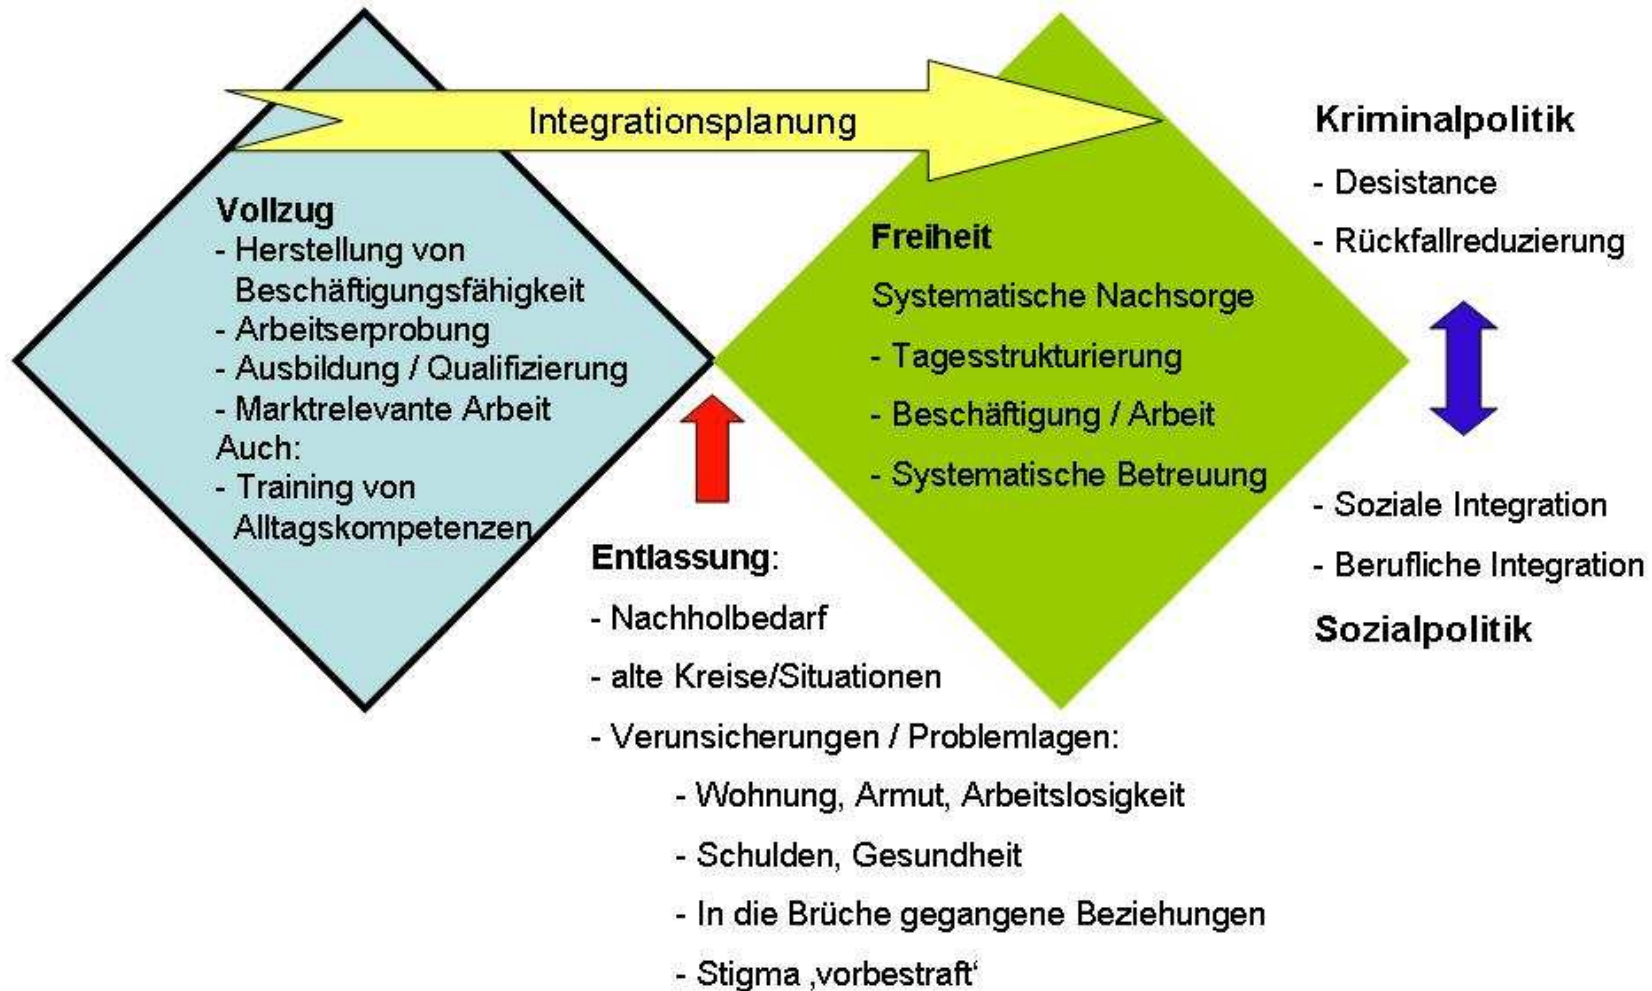 Integrationsplanung
Vollzug
- Herstellung von
Beschäftigungsfähigkeit
- Arbeitserprobung
- Ausbildung / Qualifizierung
- Marktrelevante Arbeit
Auch:
- Training von
Alltagskompetenzen
Freiheit
Systematische Nachsorge
- Tagesstrukturierung
- Beschäftigung / Arbeit
- Systematische Betreuung
Kriminalpolitik
- Desistance
- Rückfallreduzierung
- Soziale Integration
- Berufliche Integration
Sozialpolitik
Entlassung:
- Nachholbedarf
- alte Kreise/Situationen
- Verunsicherungen / Problemlagen:
- Wohnung, Armut, Arbeitslosigkeit
- Schulden, Gesundheit
- In die Brüche gegangene Beziehungen
- Stigma ‚vorbestraft‘